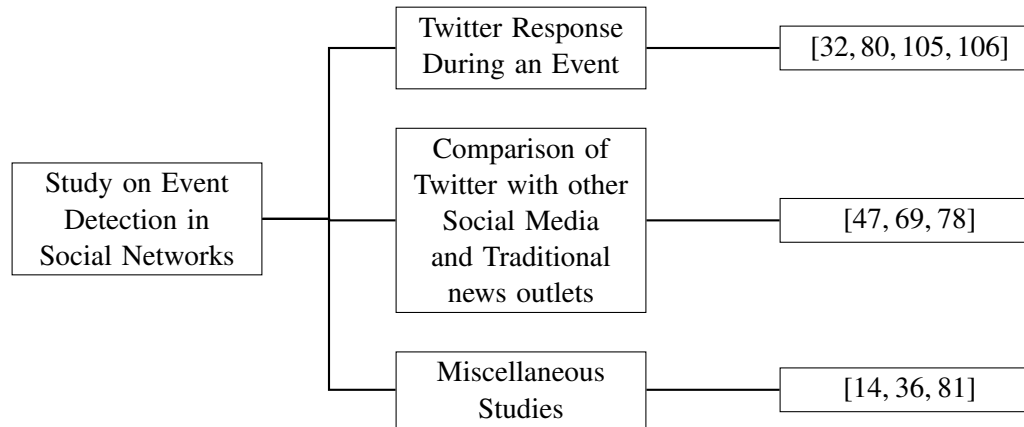 Study on Event
Detection in
Social Networks
Twitter Response
During an Event
[32, 80, 105, 106]
Comparison of
Twitter with other
Social Media
and Traditional
news outlets
[47, 69, 78]
Miscellaneous
Studies
[14, 36, 81]